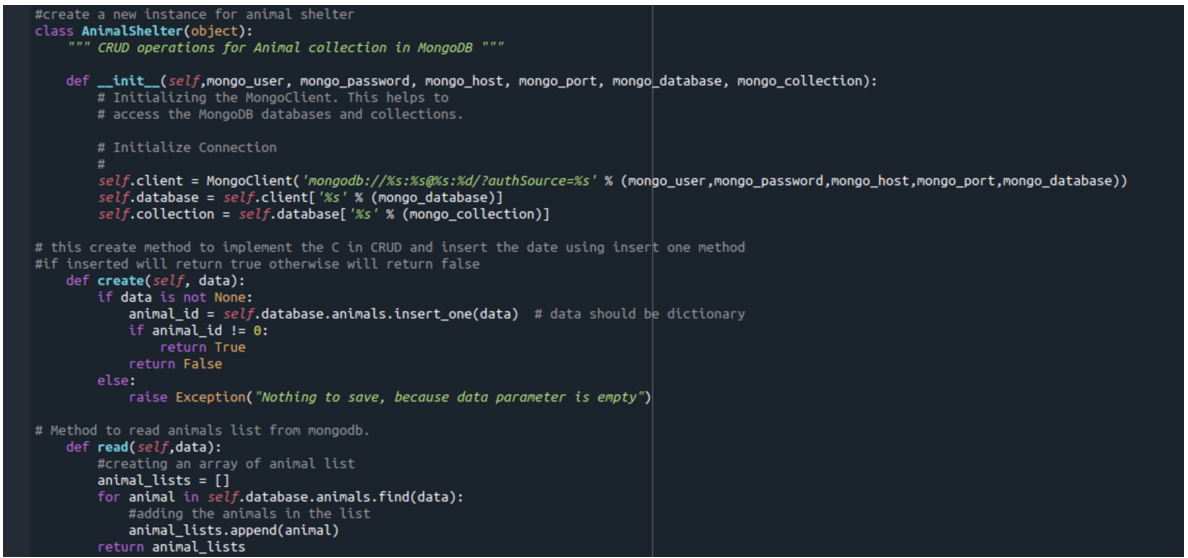 #create a new instance for animal shelter
class AnimalShelter(object):
    """ CRUD operations for Animal collection in MongoDB """

    def __init__(self,mongo_user, mongo_password, mongo_host, mongo_port, mongo_database, mongo_collection):
        # Initializing the MongoClient. This helps to
        # access the MongoDB databases and collections.

        # Initialize Connection
        #
        self.client = MongoClient('mongodb://%s:%s@%s:%d/?authSource=%s' % (mongo_user,mongo_password,mongo_host,mongo_port,mongo_database))
        self.database = self.client['%s' % (mongo_database)]
        self.collection = self.database['%s' % (mongo_collection)]

# this create method to implement the C in CRUD and insert the date using insert one method
#if inserted will return true otherwise will return false
    def create(self, data):
        if data is not None:
            animal_id = self.database.animals.insert_one(data)  # data should be dictionary
            if animal_id != 0:
                return True
            return False
        else:
            raise Exception("Nothing to save, because data parameter is empty")

# Method to read animals list from mongodb.
    def read(self,data):
        #creating an array of animal list
        animal_lists = []
        for animal in self.database.animals.find(data):
            #adding the animals in the list
            animal_lists.append(animal)
        return animal_lists